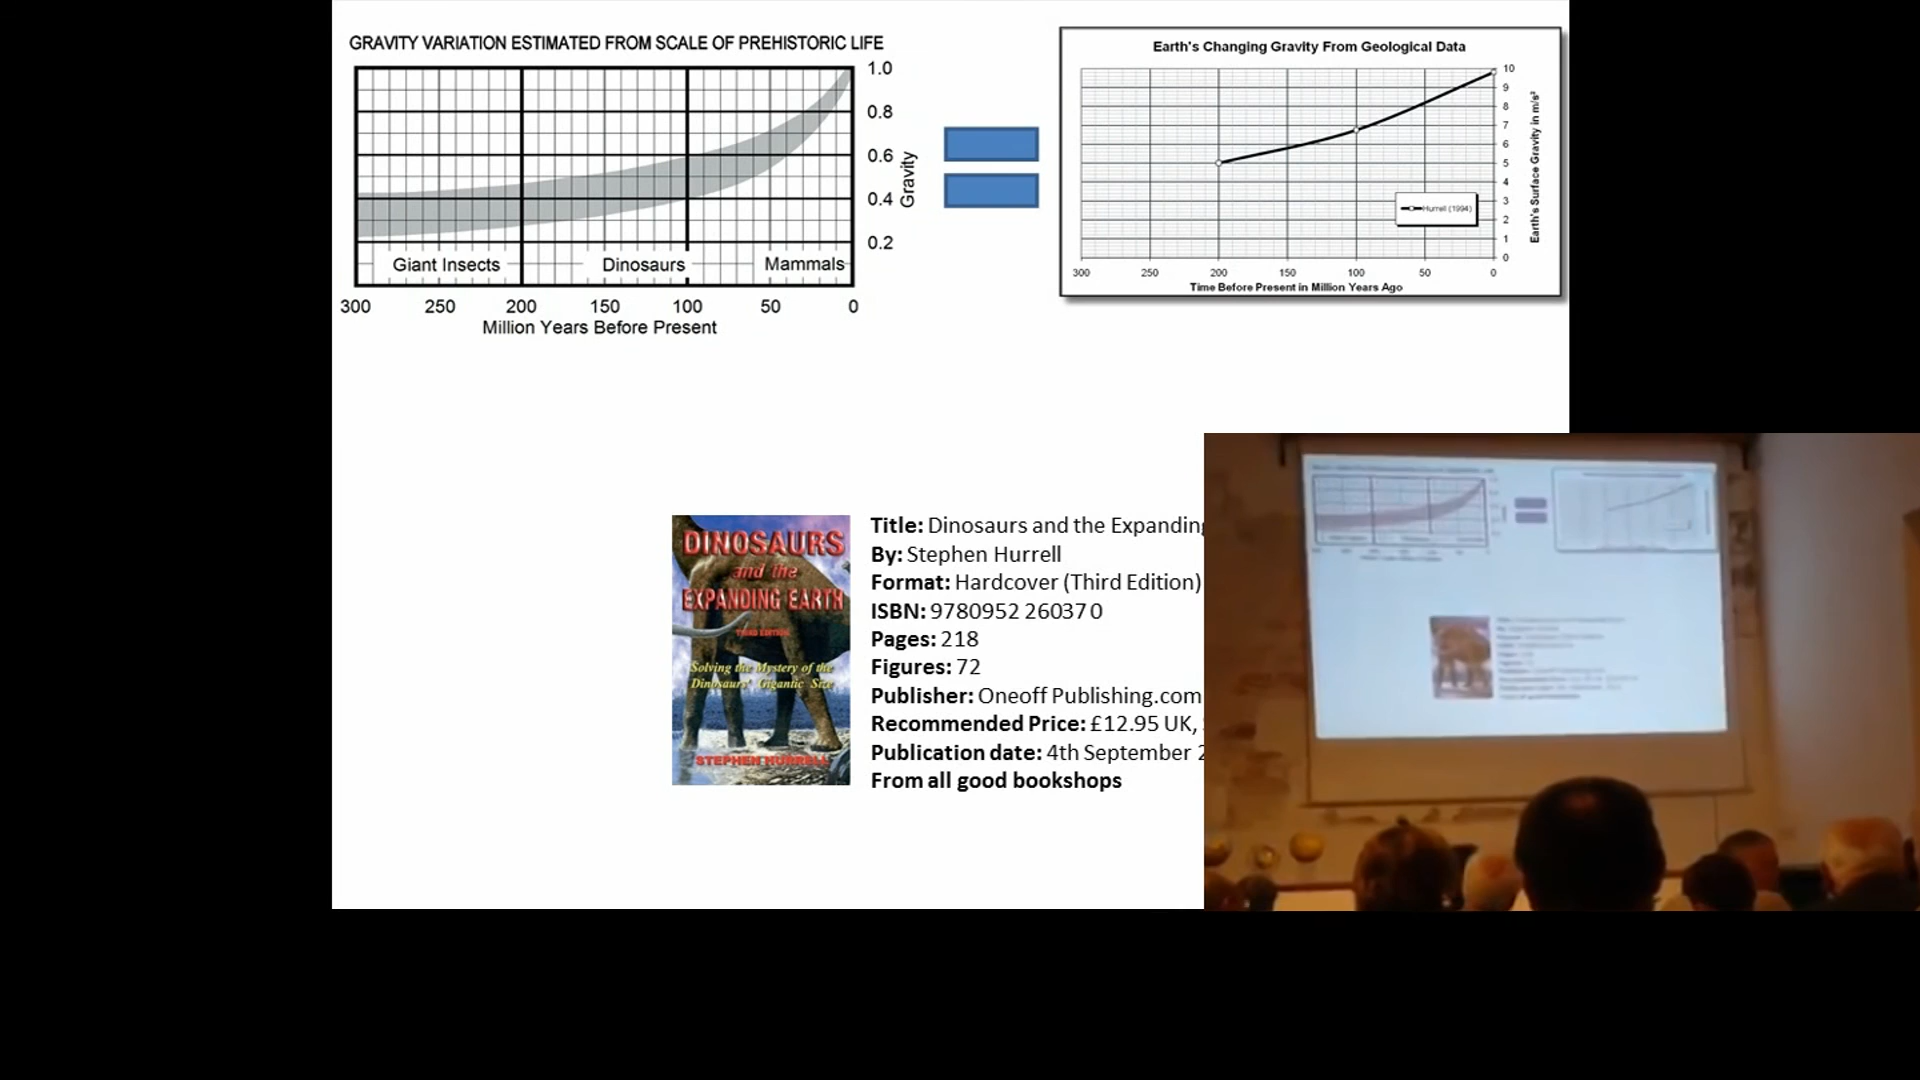 GRAVITY VARIATION ESTIMATED FROM SCALE OF PREHISTORIC LIFE
1.0
0.8
0.6
0.4
0.2
Gravity
Giant Insects
Dinosaurs
Mammals
300 250 200 150 100 50 0
Million Years Before Present
Earth's Changing Gravity From Geological Data
10
9
8
7
6
5
4
3
2
1
0
Earth's Surface Gravity in m/s²
Hurrell (1994)
300 250 200 150 100 50 0
Time Before Present in Million Years Ago
DINOSAURS
and the
EXPANDING EARTH
THIRD EDITION
Solving the Mystery of the
Dinosaurs' Gigantic Size
STEPHEN HURRELL
Title: Dinosaurs and the Expanding
By: Stephen Hurrell
Format: Hardcover (Third Edition)
ISBN: 9780952 26037 0
Pages: 218
Figures: 72
Publisher: Oneoff Publishing.com
Recommended Price: £12.95 UK,
Publication date: 4th September 2
From all good bookshops